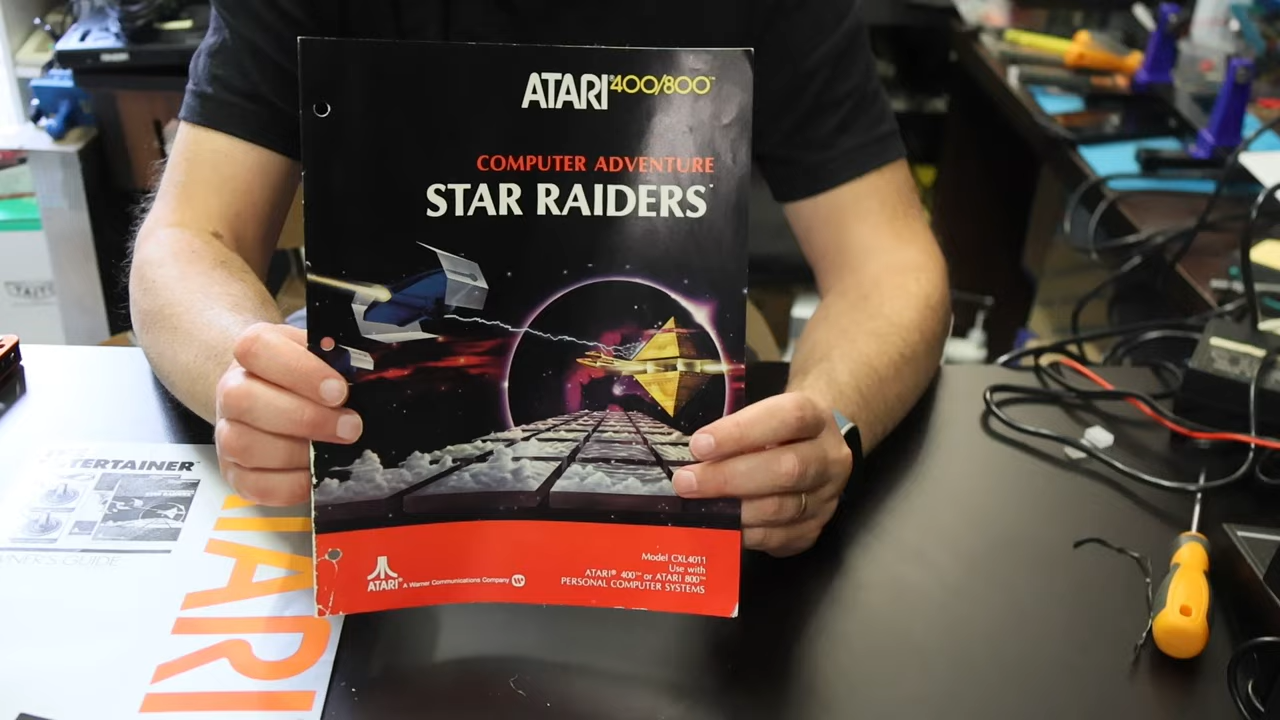 ATARI® 400/800™
COMPUTER ADVENTURE
STAR RAIDERS™
ATARI® A Warner Communications Company
Model CXL4011
Use with
ATARI® 400™ or ATARI 800™
PERSONAL COMPUTER SYSTEMS
ATARI